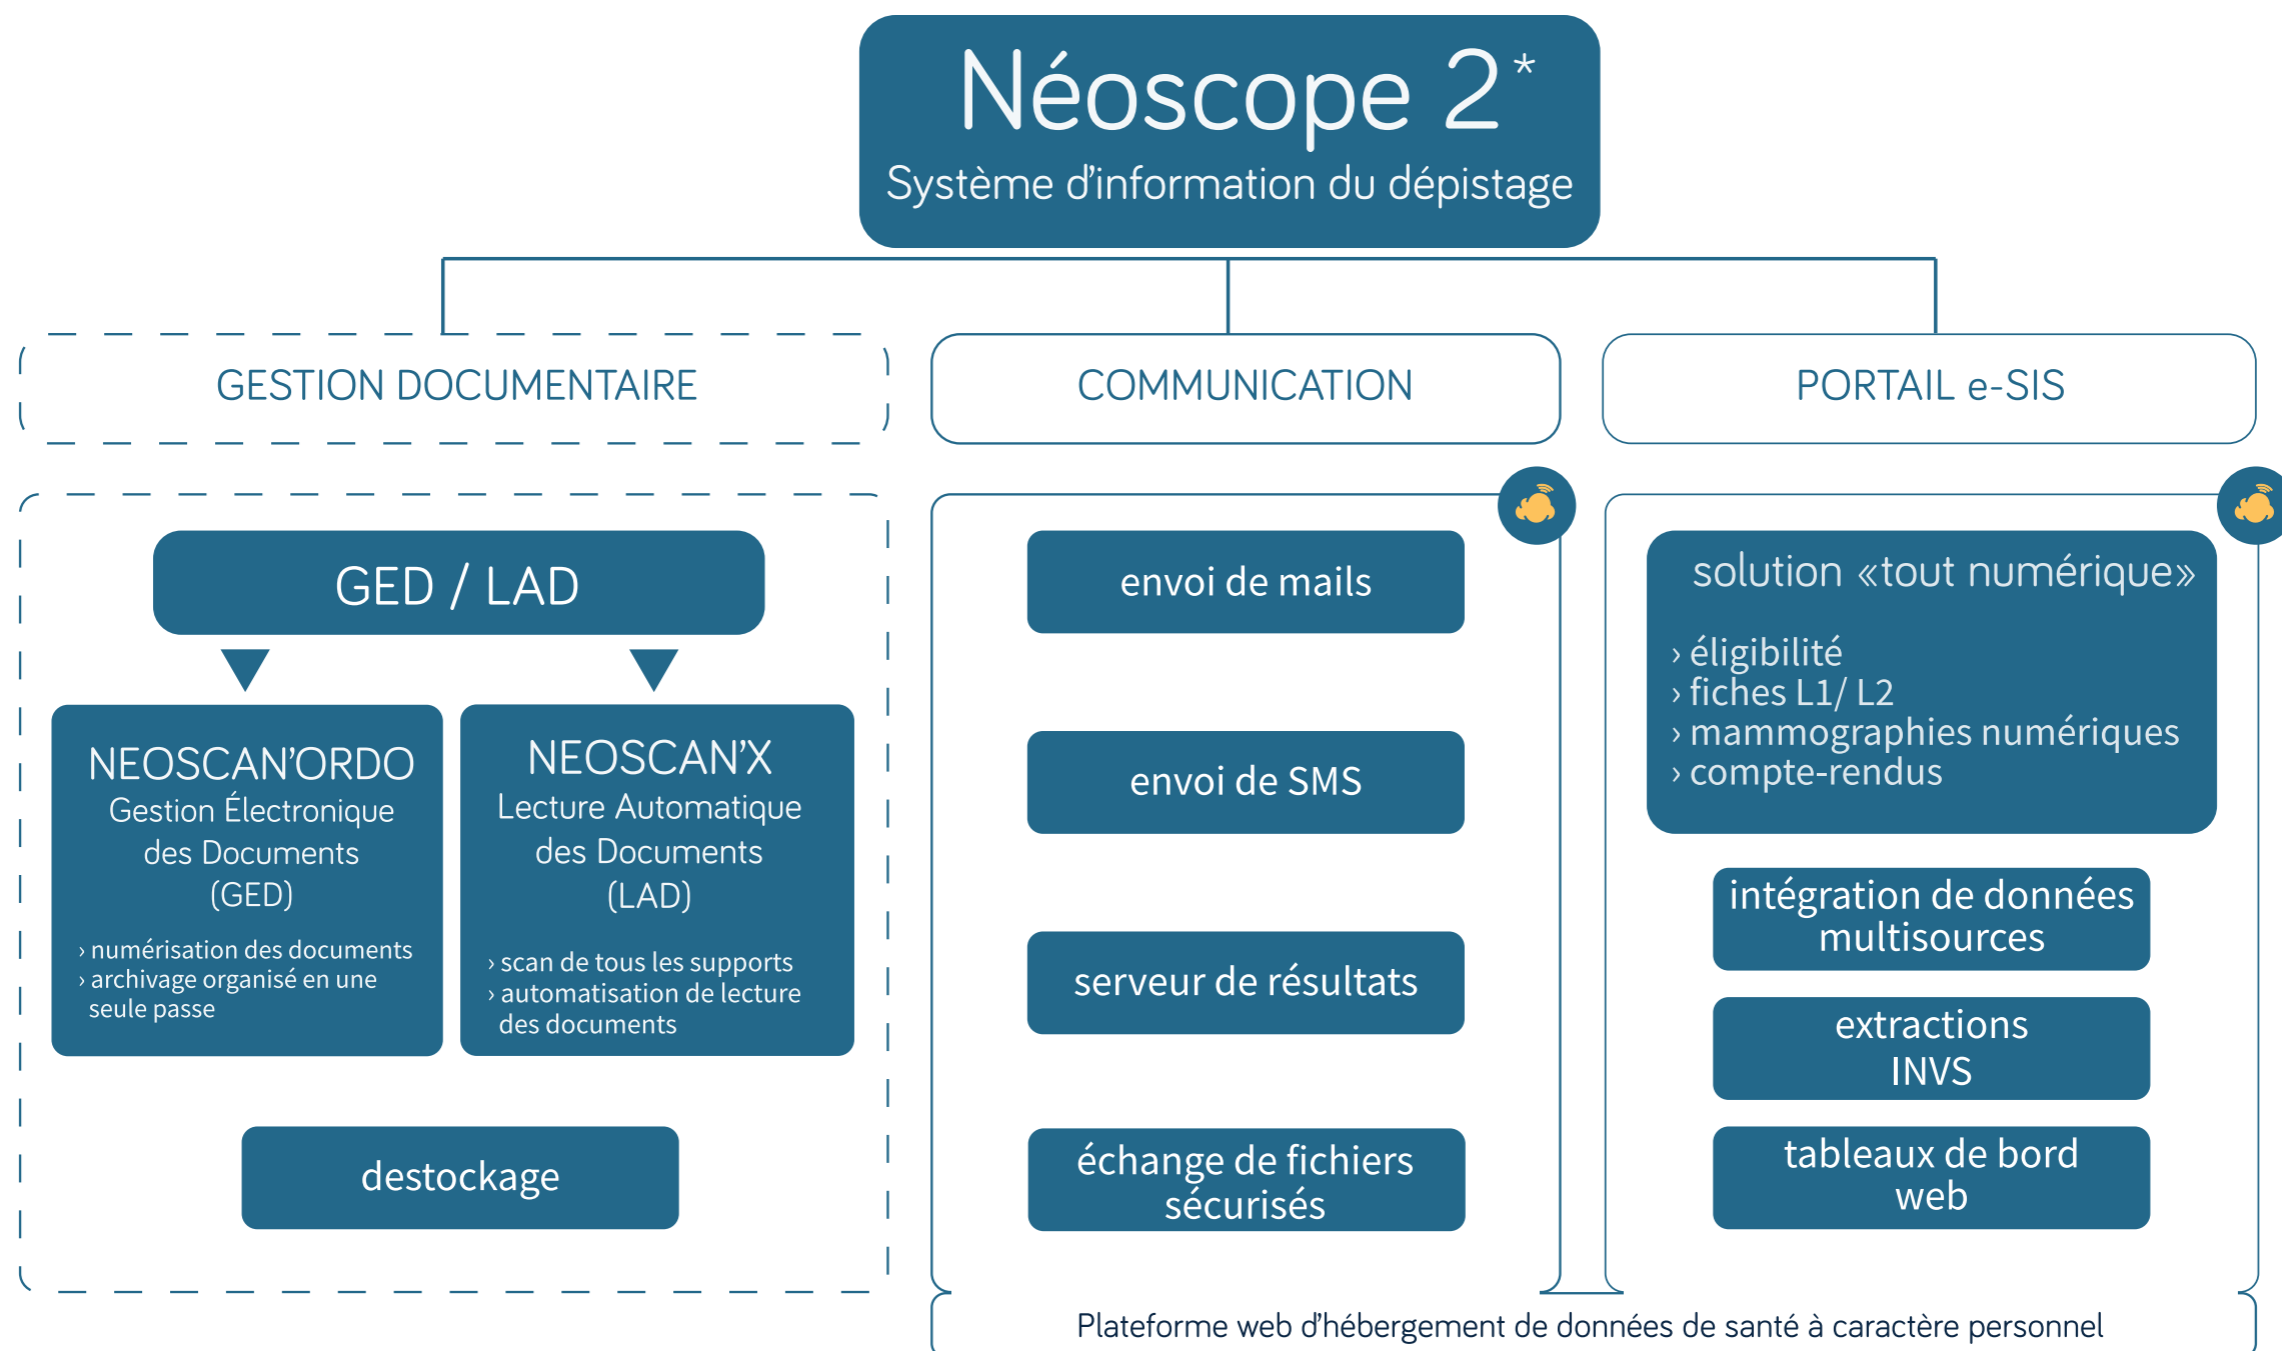 Néoscope 2*
Système d'information du dépistage
GESTION DOCUMENTAIRE
COMMUNICATION
PORTAIL e-SIS
GED / LAD
NEOSCAN'ORDO
Gestion Électronique
des Documents
(GED)
› numérisation des documents
› archivage organisé en une
seule passe
NEOSCAN'X
Lecture Automatique
des Documents
(LAD)
› scan de tous les supports
› automatisation de lecture
des documents
destockage
envoi de mails
envoi de SMS
serveur de résultats
échange de fichiers
sécurisés
solution «tout numérique»
› éligibilité
› fiches L1/ L2
› mammographies numériques
› compte-rendus
intégration de données
multisources
extractions
INVS
tableaux de bord
web
Plateforme web d'hébergement de données de santé à caractère personnel